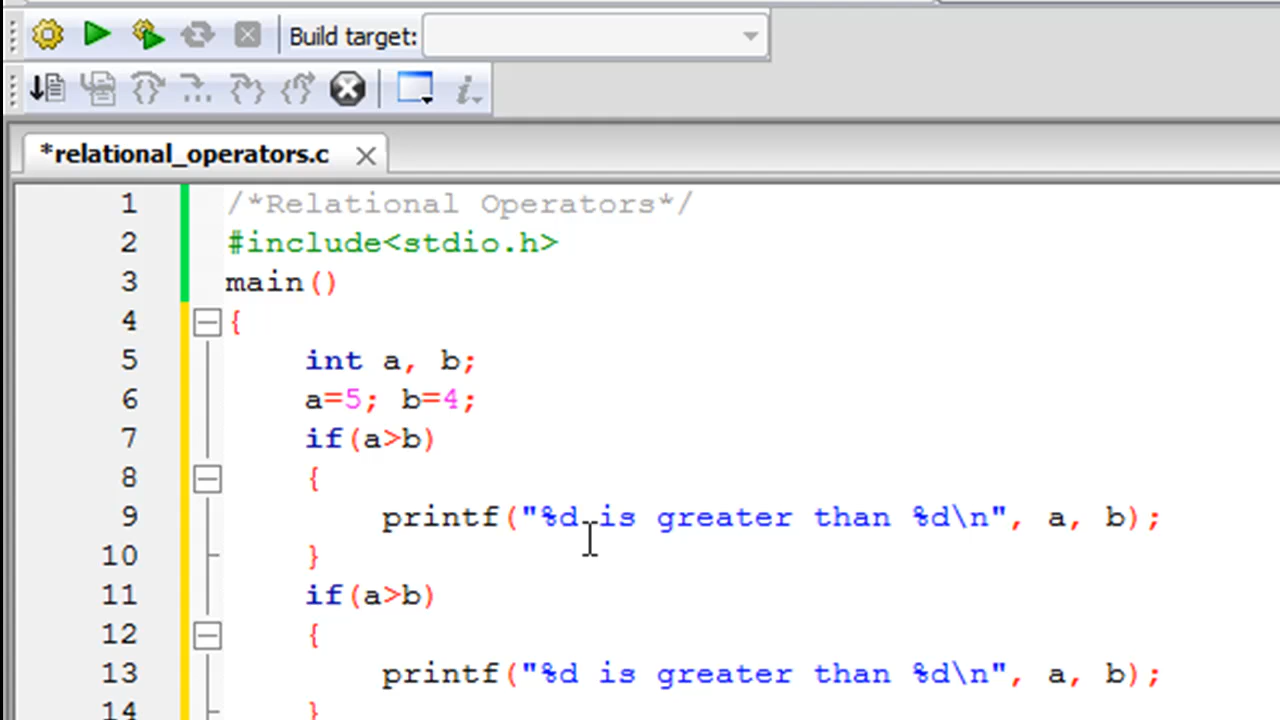 Build target:
*relational_operators.c
1 /*Relational Operators*/
2 #include<stdio.h>
3 main()
4 {
5 int a, b;
6 a=5; b=4;
7 if(a>b)
8 {
9 printf("%d is greater than %d\n", a, b);
10 }
11 if(a>b)
12 {
13 printf("%d is greater than %d\n", a, b);
14 }